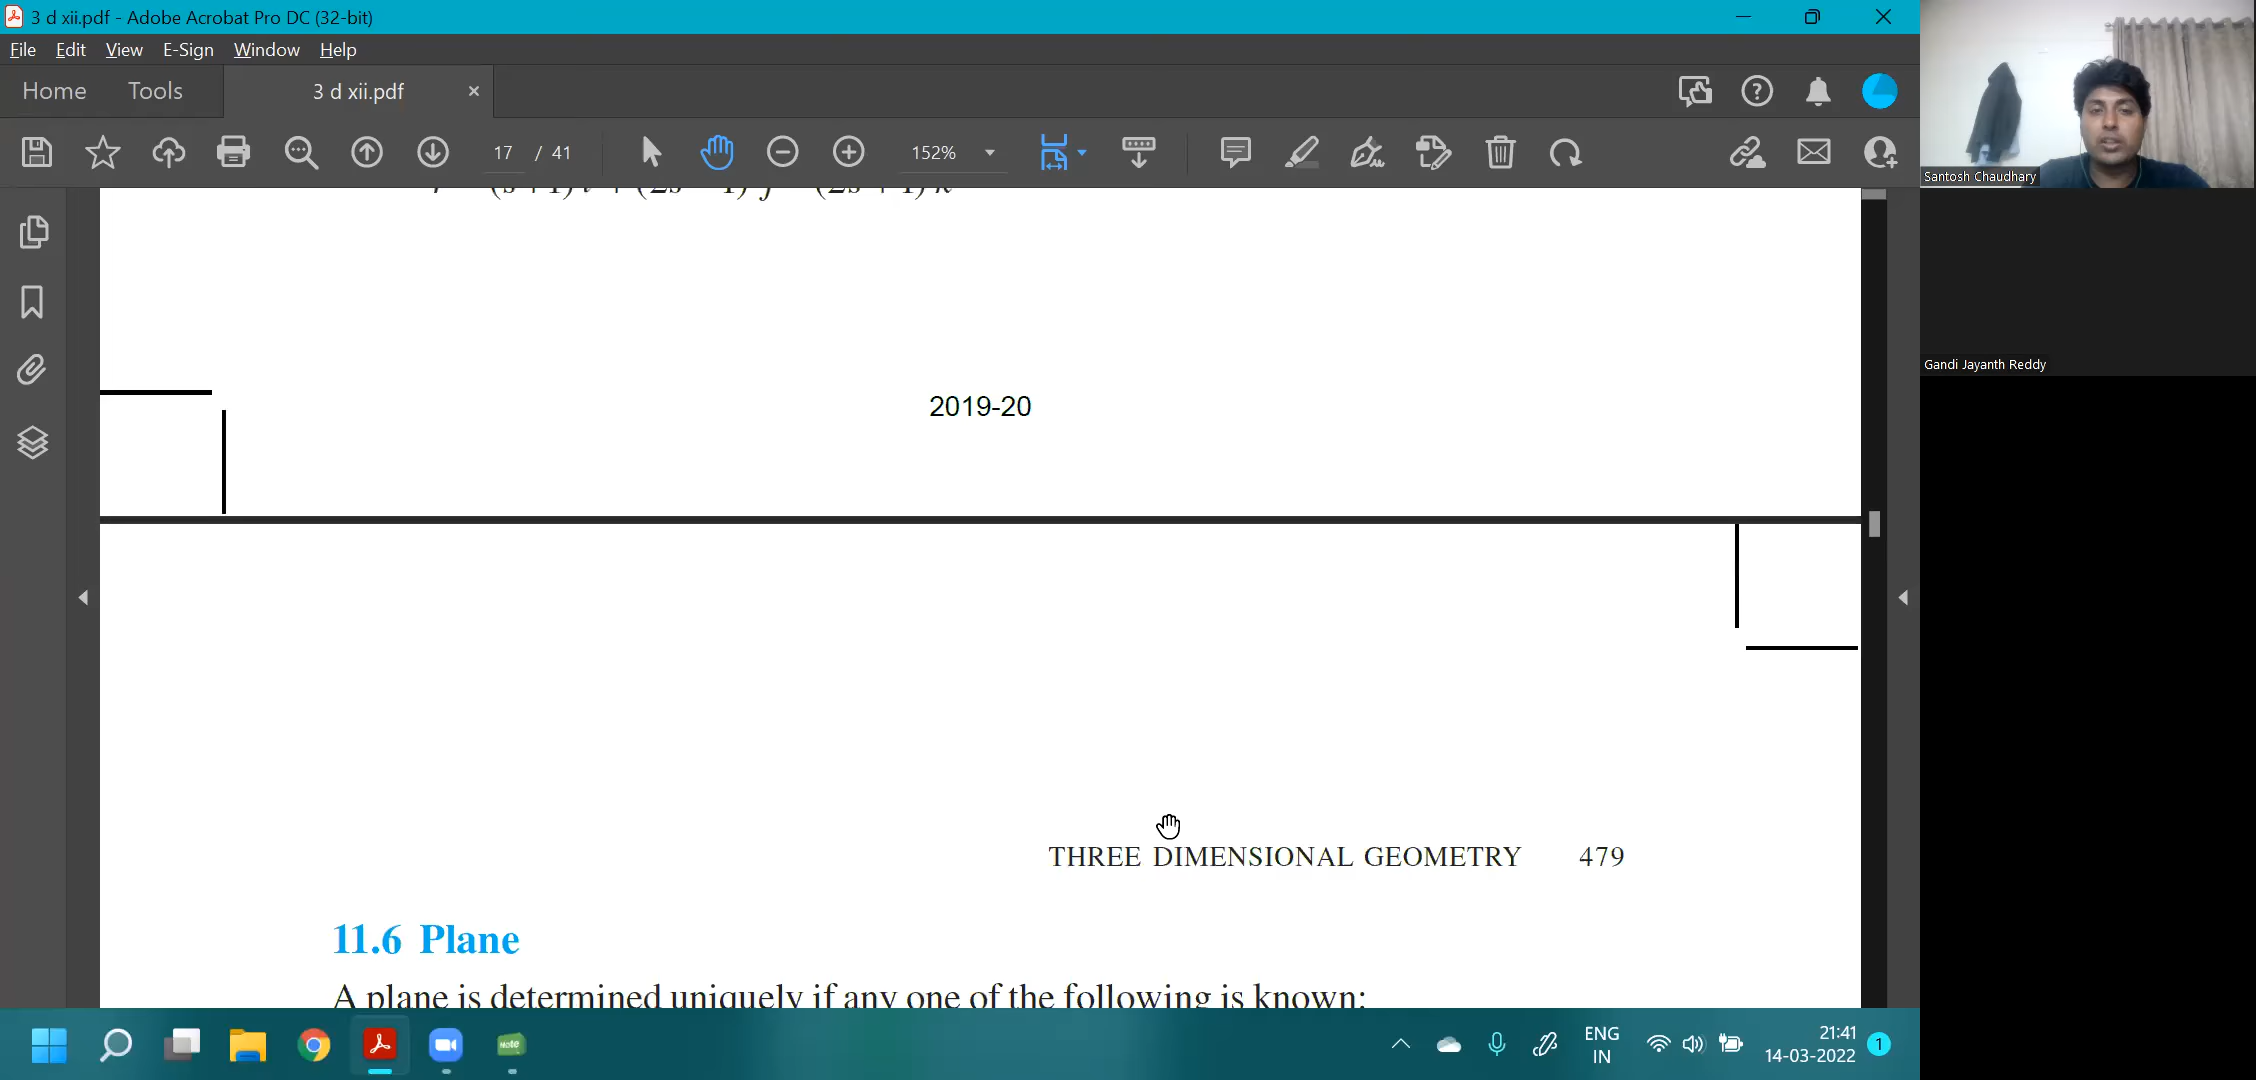 3 d xii.pdf - Adobe Acrobat Pro DC (32-bit)
File Edit View E-Sign Window Help
Home Tools 3 d xii.pdf ×
17 / 41 152%
Santosh Chaudhary
Gandi Jayanth Reddy
2019-20
THREE DIMENSIONAL GEOMETRY 479
11.6 Plane
A plane is determined uniquely if any one of the following is known:
Note
ENG
IN
21:41
14-03-2022
1